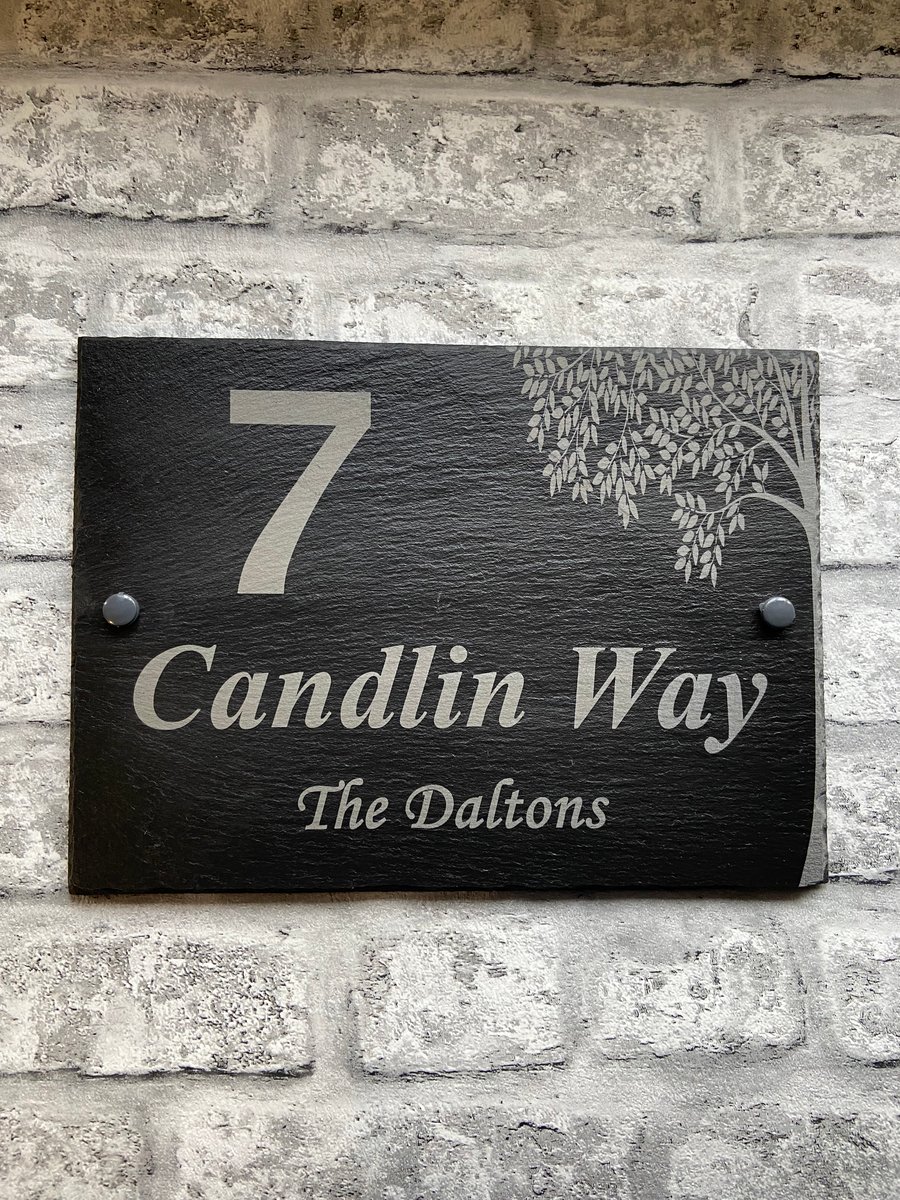 7
Candlin Way
The Daltons